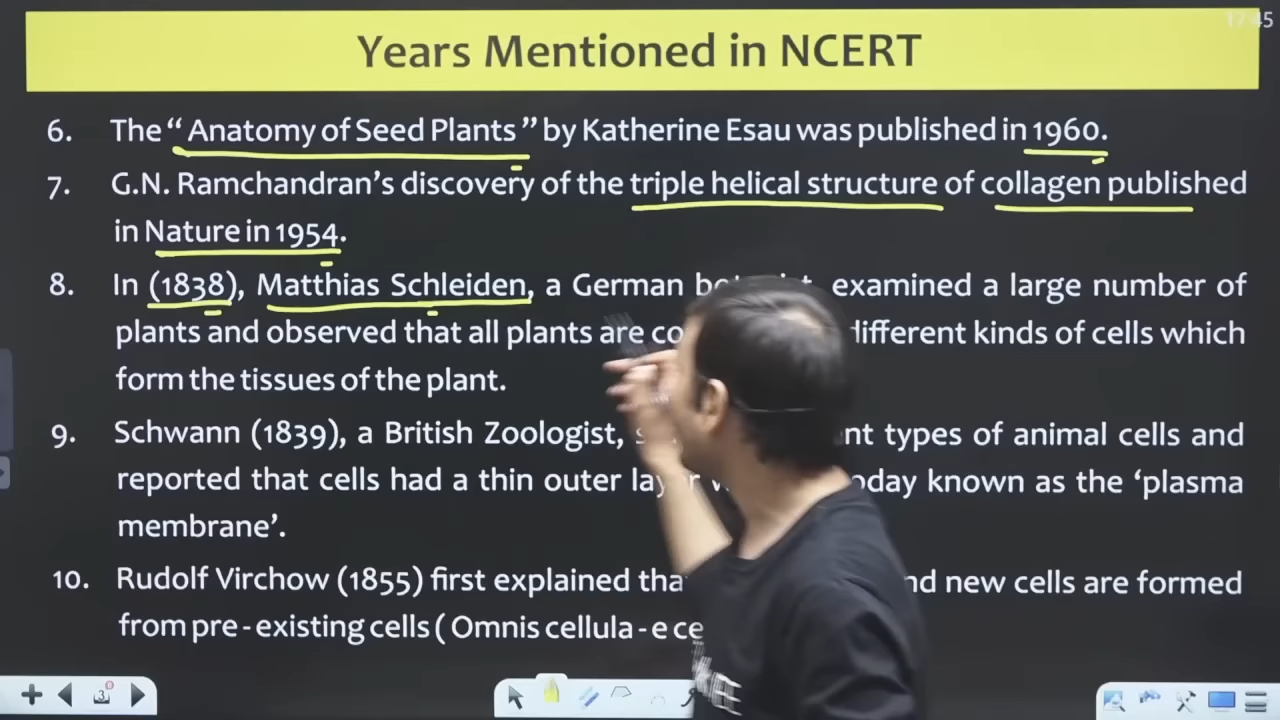 17:45
Years Mentioned in NCERT
6. The “Anatomy of Seed Plants” by Katherine Esau was published in 1960.
7. G.N. Ramchandran’s discovery of the triple helical structure of collagen published
in Nature in 1954.
8. In (1838), Matthias Schleiden, a German examined a large number of
plants and observed that all plants are different kinds of cells which
form the tissues of the plant.
9. Schwann (1839), a British Zoologist, types of animal cells and
reported that cells had a thin outer today known as the ‘plasma
membrane’.
10. Rudolf Virchow (1855) first explained new cells are formed
from pre-existing cells (Omnis cellula-e
3